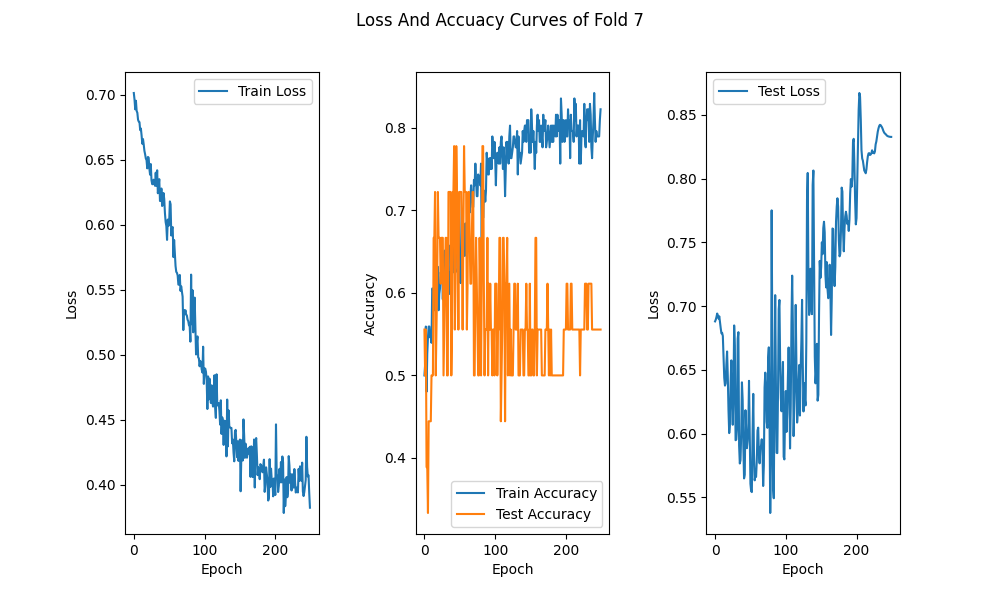 Loss And Accuacy Curves of Fold 7
Loss
0.70
0.65
0.60
0.55
0.50
0.45
0.40
Train Loss
0
100
200
Epoch
Accuracy
0.8
0.7
0.6
0.5
0.4
Train Accuracy
Test Accuracy
0
100
200
Epoch
Loss
0.85
0.80
0.75
0.70
0.65
0.60
0.55
Test Loss
0
100
200
Epoch